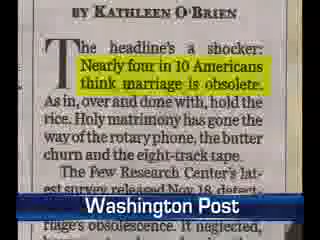 BY KATHLEEN O'BRIEN
The headline's a shocker:
Nearly four in 10 Americans
think marriage is obsolete.
As in, over and done with, hold the
rice. Holy matrimony has gone the
way of the rotary phone, the butter
churn and the eight-track tape.
The Pew Research Center's lat-
est survey released Nov. 18 detect-
Washington Post
riage's obsolescence. It neglected,